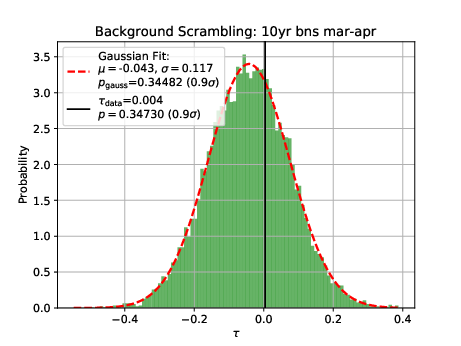 Background Scrambling: 10yr bns mar-apr
Gaussian Fit:
μ = -0.043, σ = 0.117
p_gauss=0.34482 (0.9σ)
τ_data=0.004
p = 0.34730 (0.9σ)
Probability
3.5
3.0
2.5
2.0
1.5
1.0
0.5
0.0
−0.4
−0.2
0.0
0.2
0.4
τ